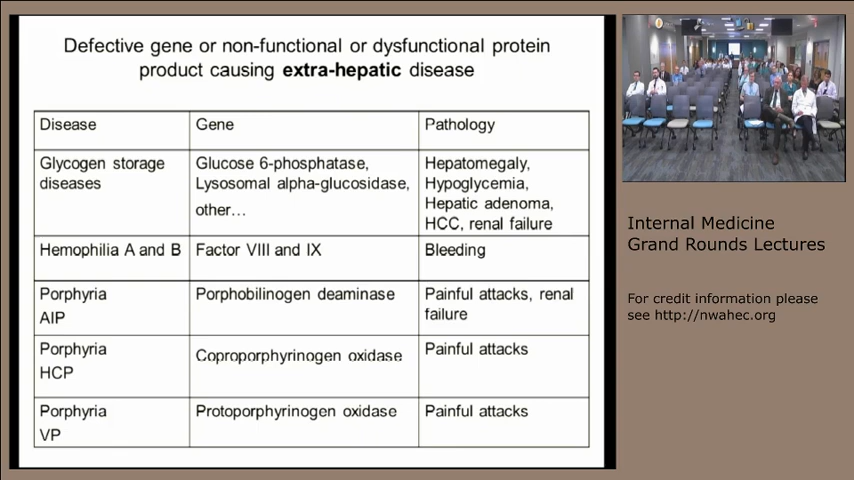 Defective gene or non-functional or dysfunctional protein
product causing extra-hepatic disease
Disease Gene Pathology
Glycogen storage
diseases
Glucose 6-phosphatase,
Lysosomal alpha-glucosidase,
other…
Hepatomegaly,
Hypoglycemia,
Hepatic adenoma,
HCC, renal failure
Hemophilia A and B Factor VIII and IX Bleeding
Porphyria
AIP
Porphobilinogen deaminase
Painful attacks, renal
failure
Porphyria
HCP
Coproporphyrinogen oxidase
Painful attacks
Porphyria
VP
Protoporphyrinogen oxidase
Painful attacks
Internal Medicine
Grand Rounds Lectures
For credit information please
see http://nwahec.org